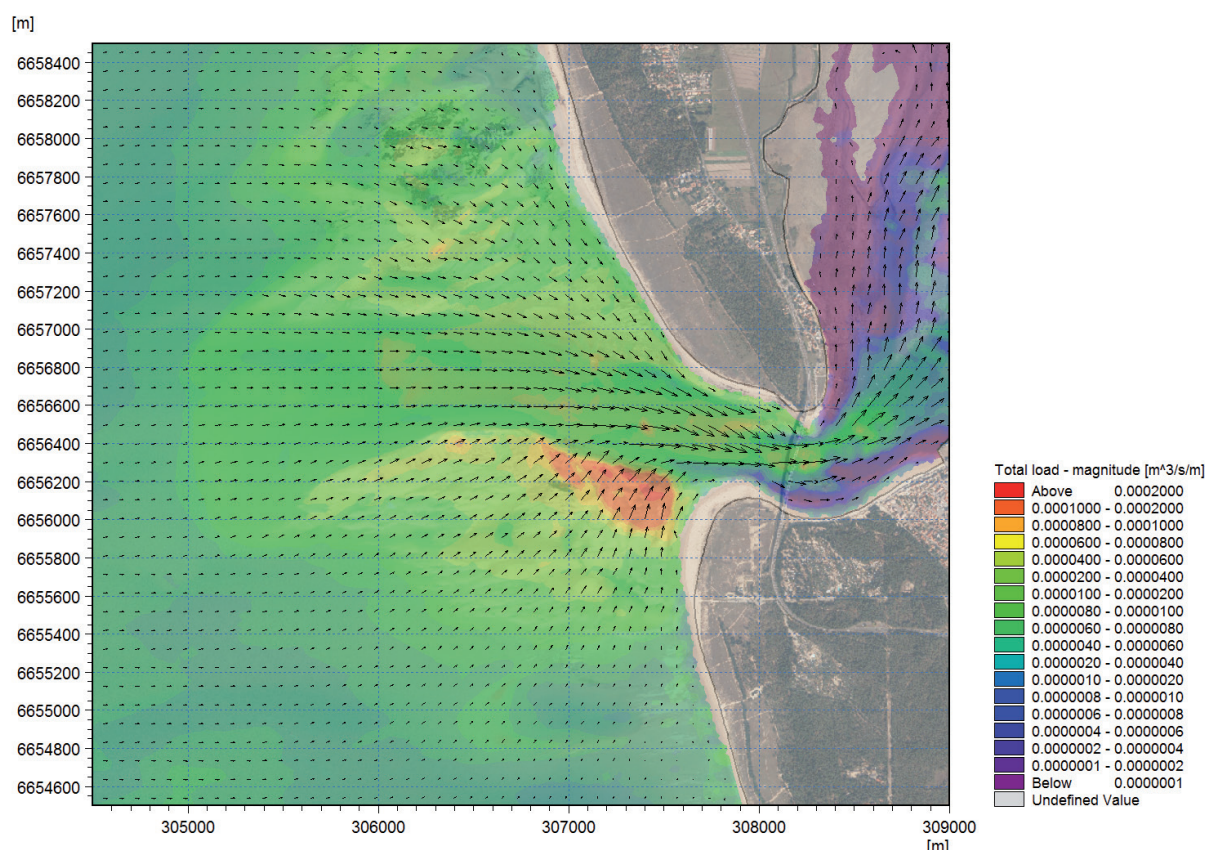 [m]
6658400
6658200
6658000
6657800
6657600
6657400
6657200
6657000
6656800
6656600
6656400
6656200
6656000
6655800
6655600
6655400
6655200
6655000
6654800
6654600
305000 306000 307000 308000 309000
[m]
Total load - magnitude [m^3/s/m]
Above 0.0002000
0.0001000 - 0.0002000
0.0000800 - 0.0001000
0.0000600 - 0.0000800
0.0000400 - 0.0000600
0.0000200 - 0.0000400
0.0000100 - 0.0000200
0.0000080 - 0.0000100
0.0000060 - 0.0000080
0.0000040 - 0.0000060
0.0000020 - 0.0000040
0.0000010 - 0.0000020
0.0000008 - 0.0000010
0.0000006 - 0.0000008
0.0000004 - 0.0000006
0.0000002 - 0.0000004
0.0000001 - 0.0000002
Below 0.0000001
Undefined Value